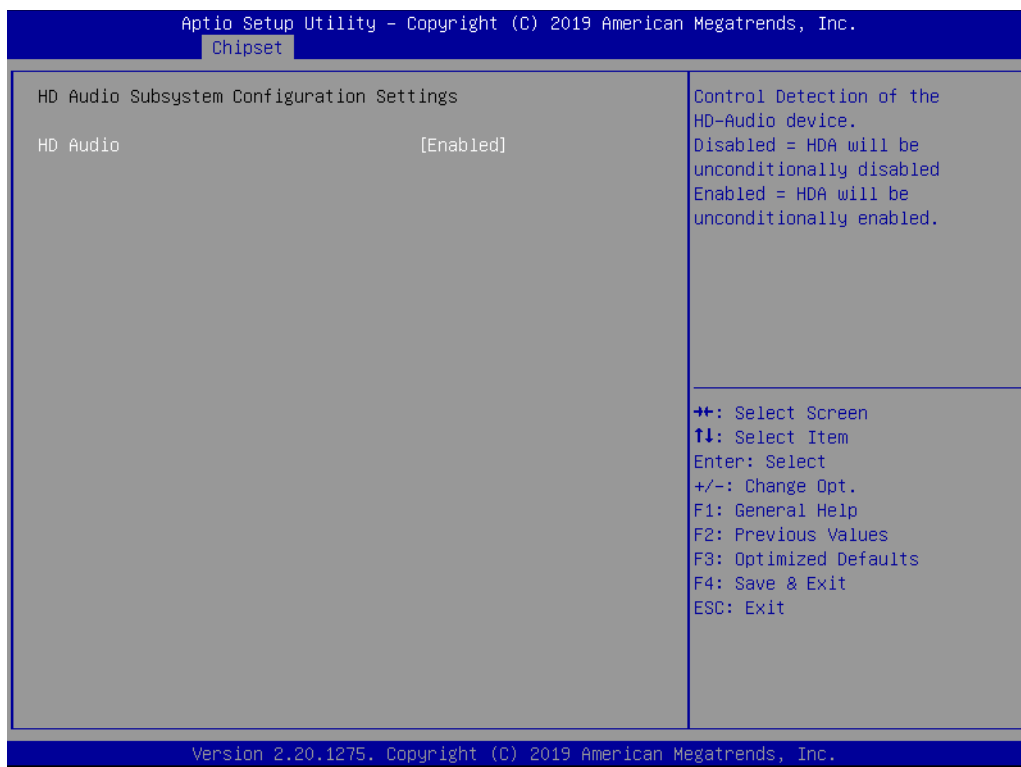 Aptio Setup Utility – Copyright (C) 2019 American Megatrends, Inc.
Chipset
HD Audio Subsystem Configuration Settings
HD Audio [Enabled]
Control Detection of the
HD-Audio device.
Disabled = HDA will be
unconditionally disabled
Enabled = HDA will be
unconditionally enabled.
→←: Select Screen
↑↓: Select Item
Enter: Select
+/-: Change Opt.
F1: General Help
F2: Previous Values
F3: Optimized Defaults
F4: Save & Exit
ESC: Exit
Version 2.20.1275. Copyright (C) 2019 American Megatrends, Inc.